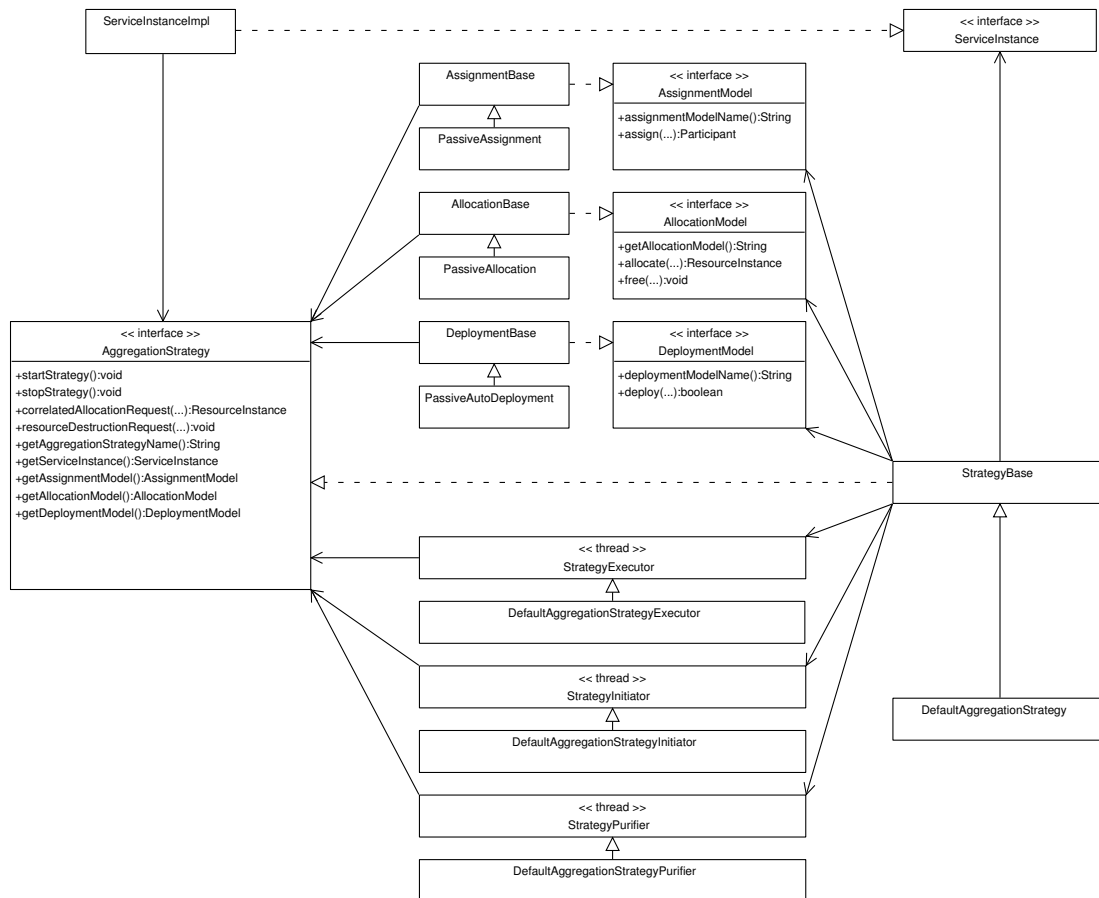 ServiceInstanceImpl
<< interface >>
ServiceInstance
AssignmentBase
PassiveAssignment
<< interface >>
AssignmentModel
+assignmentModelName():String
+assign(...):Participant
AllocationBase
PassiveAllocation
<< interface >>
AllocationModel
+getAllocationModel():String
+allocate(...):ResourceInstance
+free(...):void
<< interface >>
AggregationStrategy
+startStrategy():void
+stopStrategy():void
+correlatedAllocationRequest(...):ResourceInstance
+resourceDestructionRequest(...):void
+getAggregationStrategyName():String
+getServiceInstance():ServiceInstance
+getAssignmentModel():AssignmentModel
+getAllocationModel():AllocationModel
+getDeploymentModel():DeploymentModel
DeploymentBase
PassiveAutoDeployment
<< interface >>
DeploymentModel
+deploymentModelName():String
+deploy(...):boolean
StrategyBase
<< thread >>
StrategyExecutor
DefaultAggregationStrategyExecutor
<< thread >>
StrategyInitiator
DefaultAggregationStrategyInitiator
DefaultAggregationStrategy
<< thread >>
StrategyPurifier
DefaultAggregationStrategyPurifier